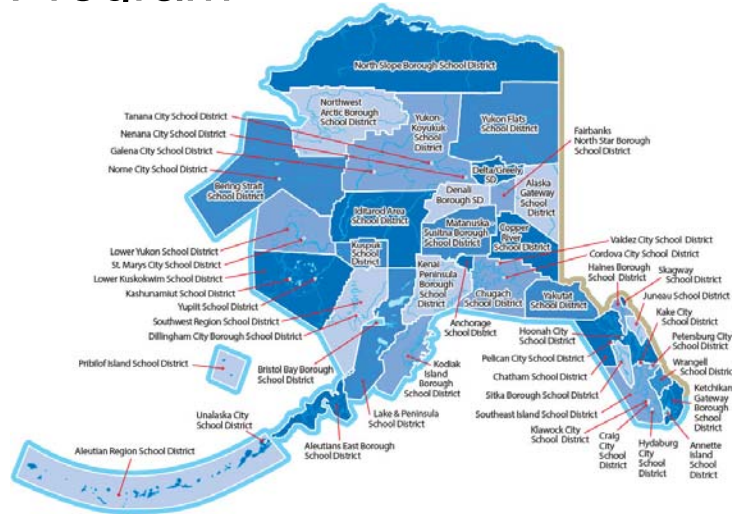 North Slope Borough School District
Northwest
Arctic Borough
School District
Tanana City School District
Nenana City School District
Galena City School District
Nome City School District
Yukon
Koyukuk
School
District
Yukon Flats
School District
Fairbanks
North Star Borough
School District
Bering Strait
School District
Delta/Greely
SD
Denali
Borough SD
Alaska
Gateway
School
District
Iditarod Area
School District
Matanuska
Susitna Borough
School District
Copper
River
School District
Lower Yukon School District
St. Marys City School District
Lower Kuskokwim School District
Kashunamiut School District
Yupiit School District
Southwest Region School District
Dillingham City Borough School District
Kuspuk
School
District
Kenai
Peninsula
Borough
School
District
Chugach
School District
Yakutat
School District
Valdez City School District
Cordova City School District
Haines Borough
School District
Skagway
School District
Juneau School District
Kake City
School District
Petersburg City
School District
Wrangell
School District
Ketchikan
Gateway
Borough
School
District
Anchorage
School District
Hoonah City
School District
Pelican City School District
Chatham School District
Sitka Borough School District
Southeast Island School District
Klawock City
School District
Craig
City
School
District
Hydaburg
City
School
District
Annette
Island
School
District
Pribilof Island School District
Bristol Bay Borough
School District
Kodiak
Island
Borough
School District
Lake & Peninsula
School District
Unalaska City
School District
Aleutians East Borough
School District
Aleutian Region School District